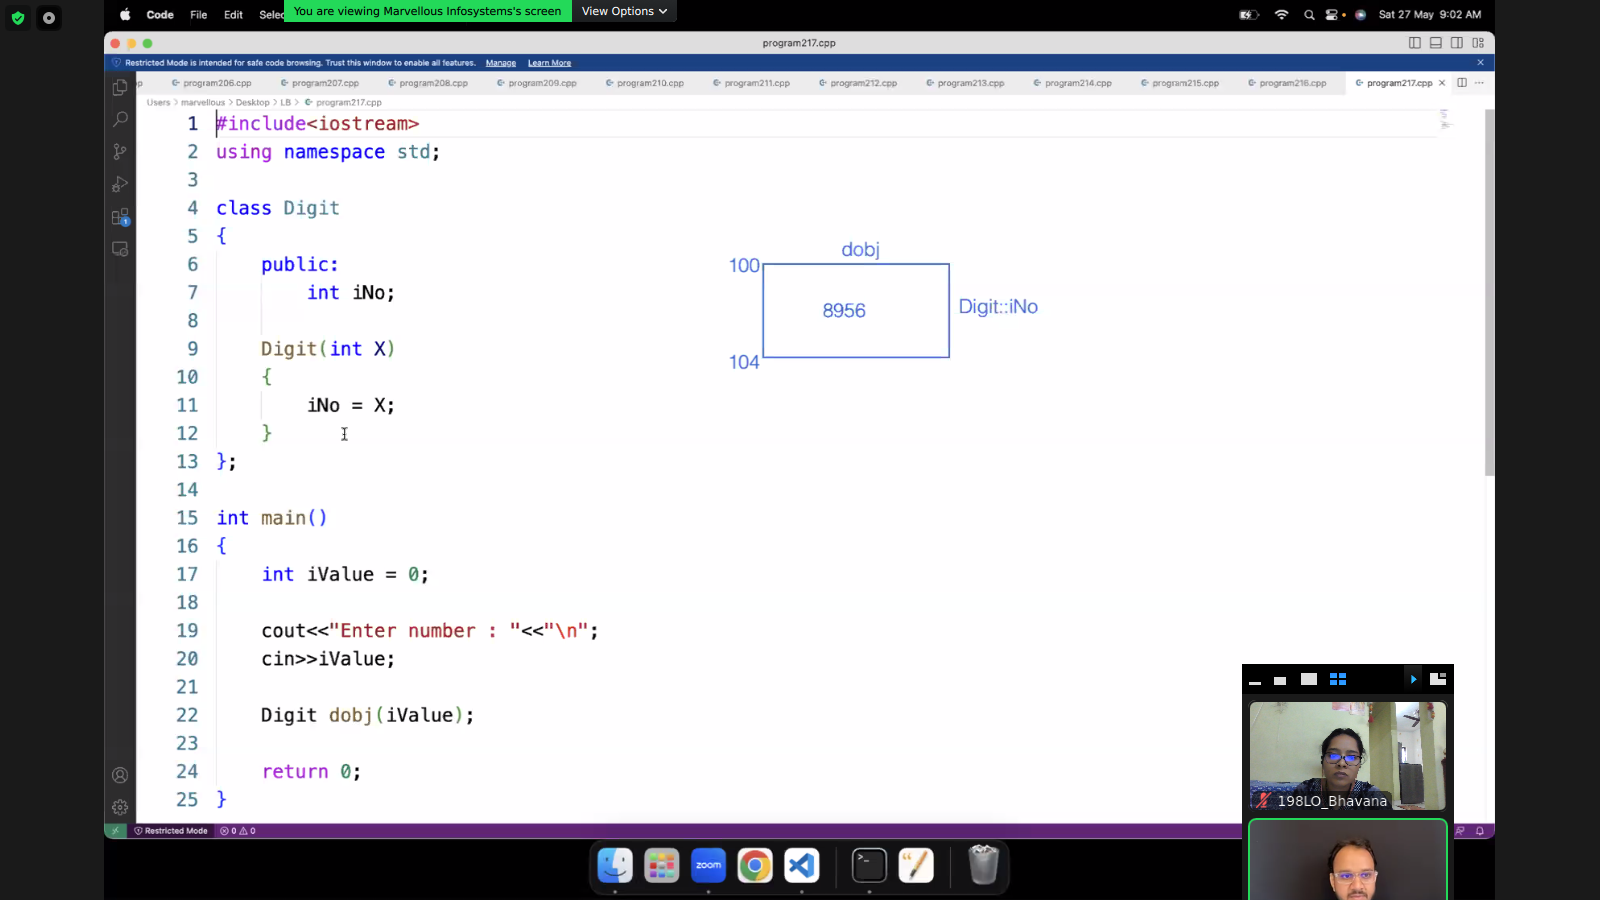 Code File Edit Selec
You are viewing Marvellous Infosystems's screen
View Options
Sat 27 May 9:02 AM
program217.cpp
Restricted Mode is intended for safe code browsing. Trust this window to enable all features. Manage Learn More
p program206.cpp program207.cpp program208.cpp program209.cpp program210.cpp program211.cpp program212.cpp program213.cpp program214.cpp program215.cpp program216.cpp program217.cpp
Users > marvellous > Desktop > LB > program217.cpp
1 #include<iostream>
2 using namespace std;
3
4 class Digit
5 {
6 public:
7 int iNo;
8
9 Digit(int X)
10 {
11 iNo = X;
12 }
13 };
14
15 int main()
16 {
17 int iValue = 0;
18
19 cout<<"Enter number : "<<"\n";
20 cin>>iValue;
21
22 Digit dobj(iValue);
23
24 return 0;
25 }
dobj
100
8956
Digit::iNo
104
198LO_Bhavana
Restricted Mode 0 0
zoom